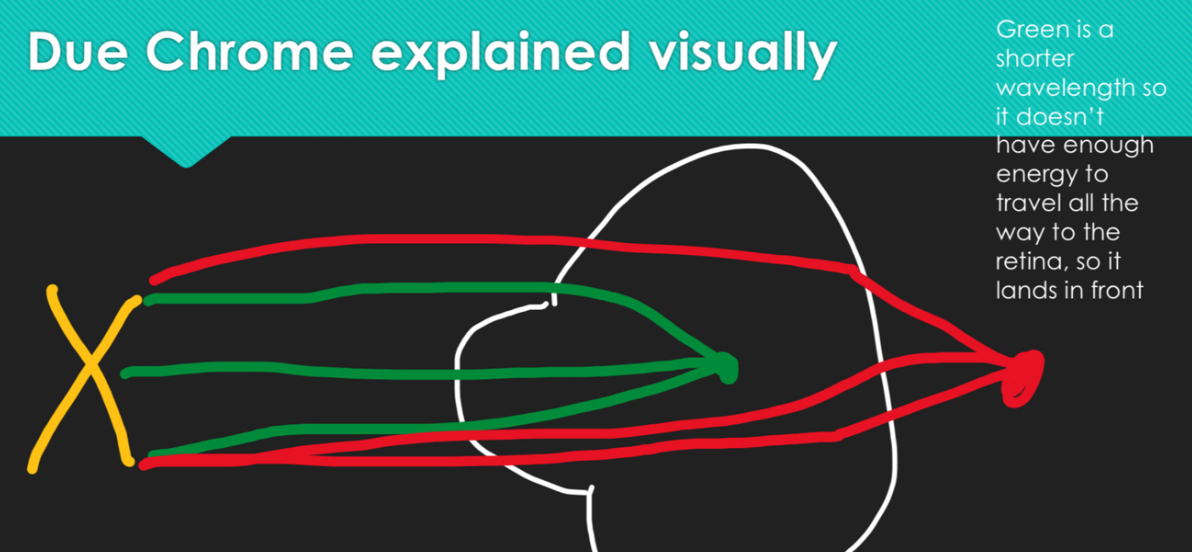 Due Chrome explained visually
Green is a
shorter
wavelength so
it doesn't
have enough
energy to
travel all the
way to the
retina, so it
lands in front